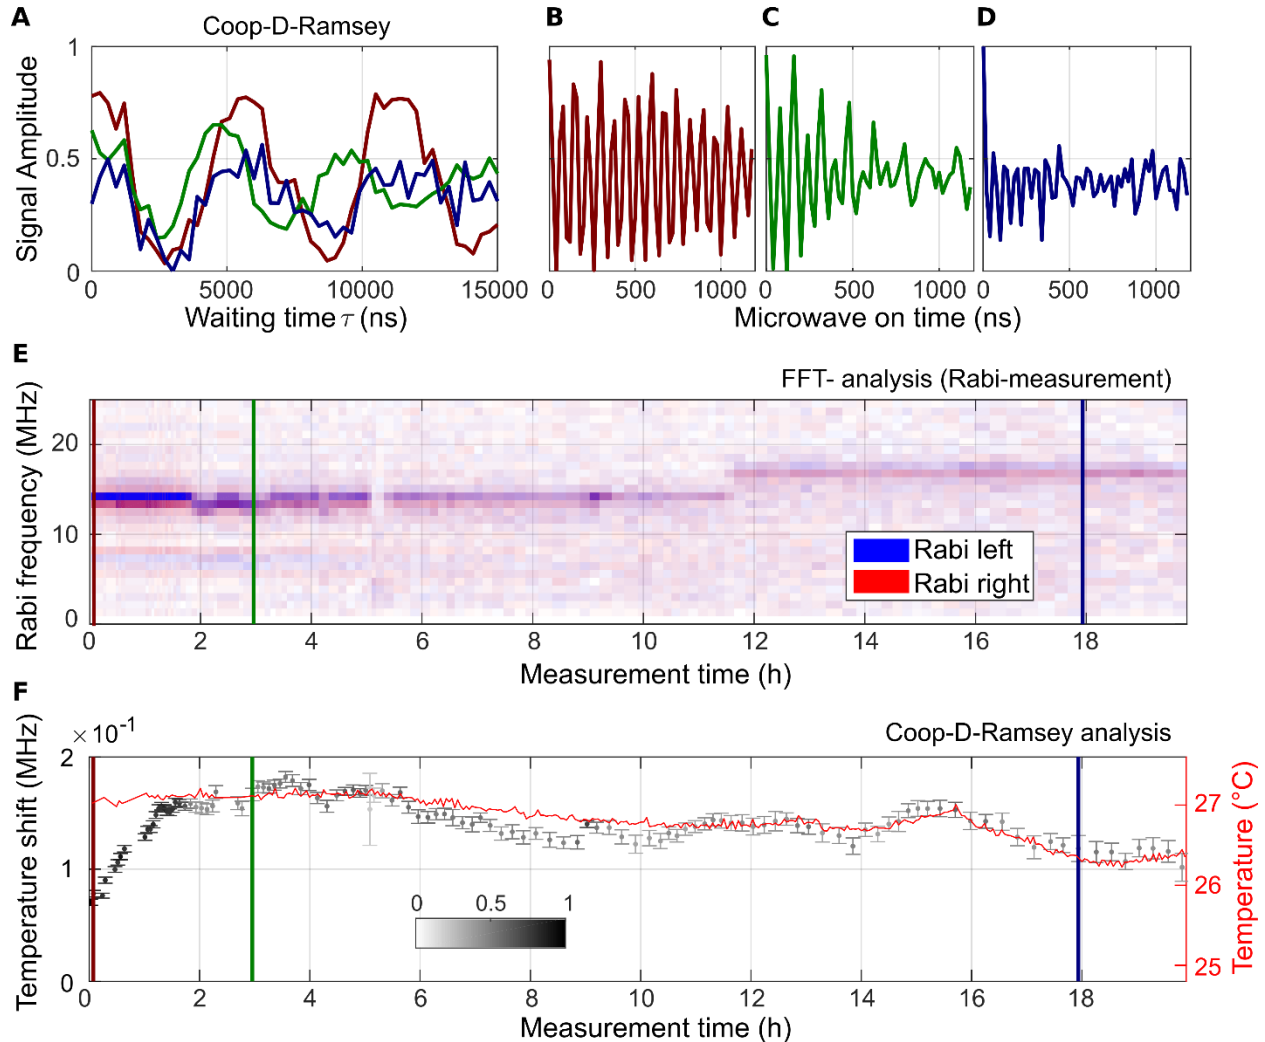 A
Coop-D-Ramsey
B
C
D
Signal Amplitude
1
0.5
0
0
5000
10000
15000
Waiting time τ (ns)
0
500
1000
0
500
1000
0
500
1000
Microwave on time (ns)
E
FFT- analysis (Rabi-measurement)
Rabi frequency (MHz)
20
10
0
Rabi left
Rabi right
0
2
4
6
8
10
12
14
16
18
Measurement time (h)
F
× 10⁻¹
Coop-D-Ramsey analysis
Temperature shift (MHz)
2
1
0
0
0.5
1
27
26
25
Temperature (°C)
0
2
4
6
8
10
12
14
16
18
Measurement time (h)